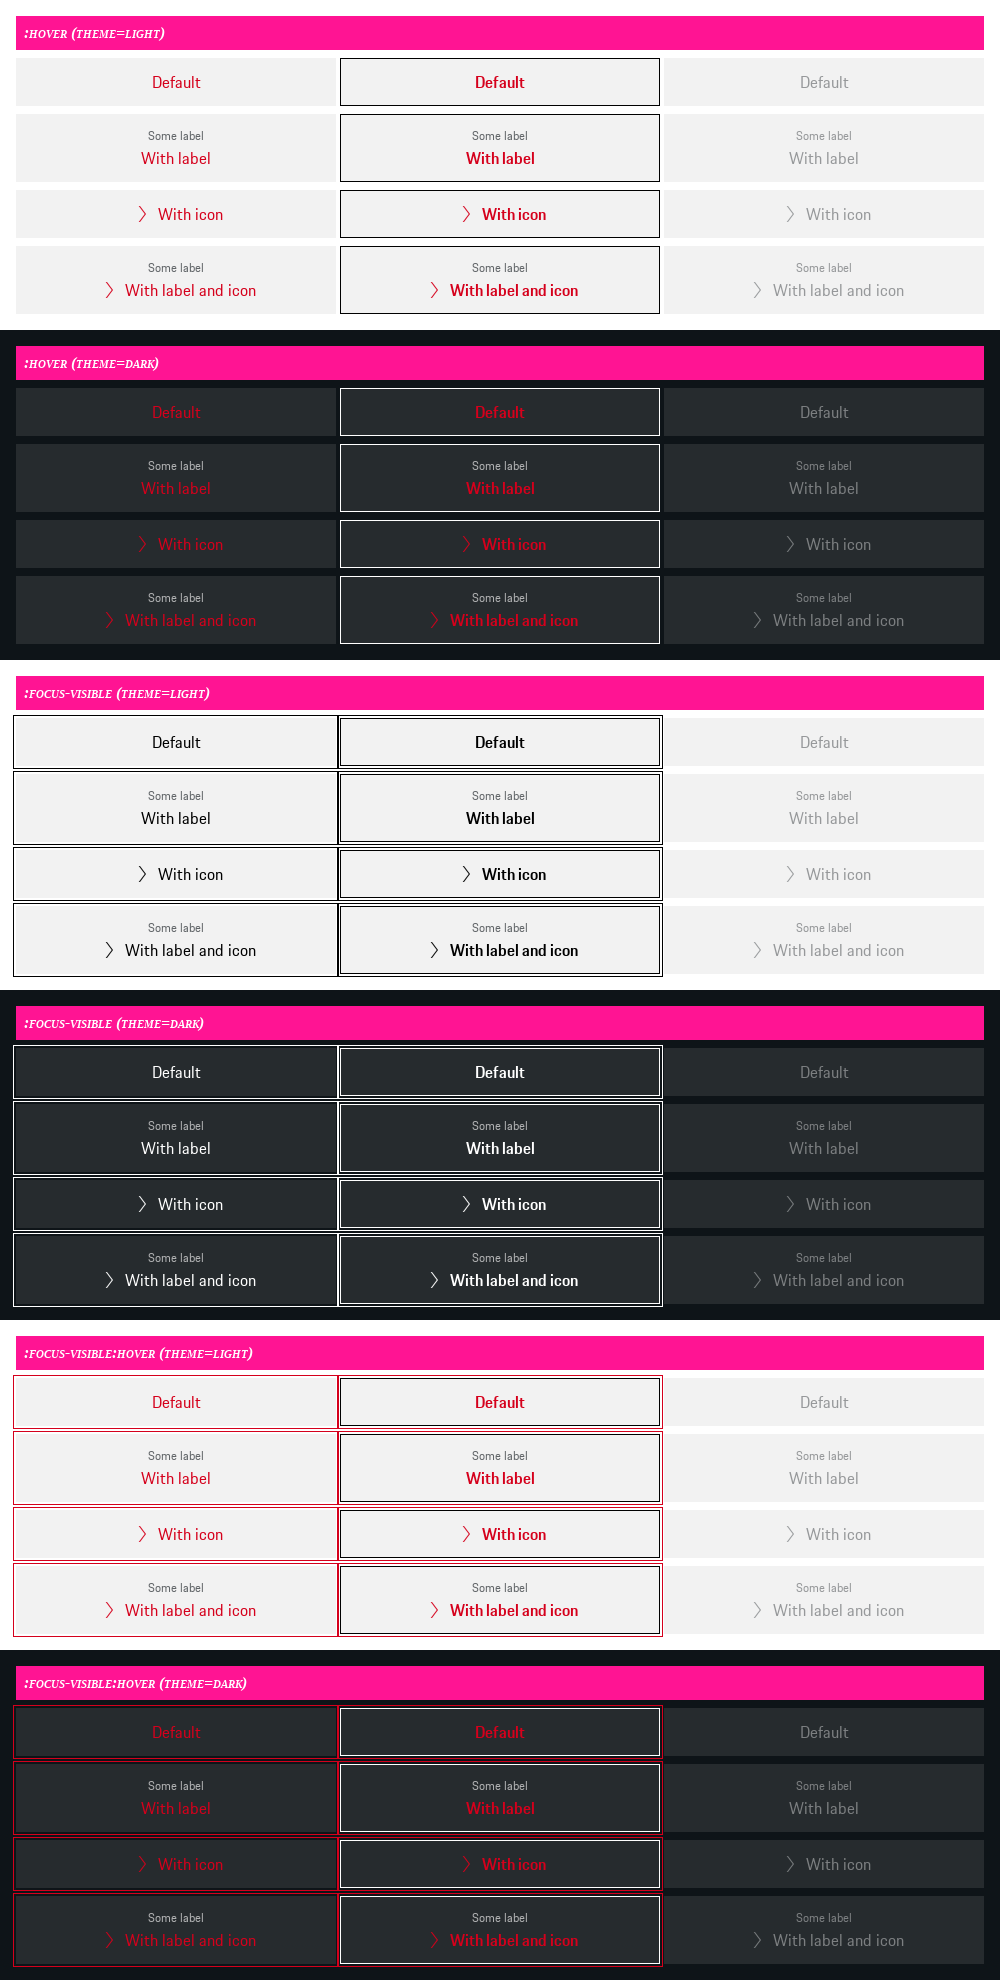 :HOVER (THEME=LIGHT)
Default Default Default
Some label Some label Some label
With label With label With label
With icon With icon With icon
Some label Some label Some label
With label and icon With label and icon With label and icon
:HOVER (THEME=DARK)
Default Default Default
Some label Some label Some label
With label With label With label
With icon With icon With icon
Some label Some label Some label
With label and icon With label and icon With label and icon
:FOCUS-VISIBLE (THEME=LIGHT)
Default Default Default
Some label Some label Some label
With label With label With label
With icon With icon With icon
Some label Some label Some label
With label and icon With label and icon With label and icon
:FOCUS-VISIBLE (THEME=DARK)
Default Default Default
Some label Some label Some label
With label With label With label
With icon With icon With icon
Some label Some label Some label
With label and icon With label and icon With label and icon
:FOCUS-VISIBLE:HOVER (THEME=LIGHT)
Default Default Default
Some label Some label Some label
With label With label With label
With icon With icon With icon
Some label Some label Some label
With label and icon With label and icon With label and icon
:FOCUS-VISIBLE:HOVER (THEME=DARK)
Default Default Default
Some label Some label Some label
With label With label With label
With icon With icon With icon
Some label Some label Some label
With label and icon With label and icon With label and icon